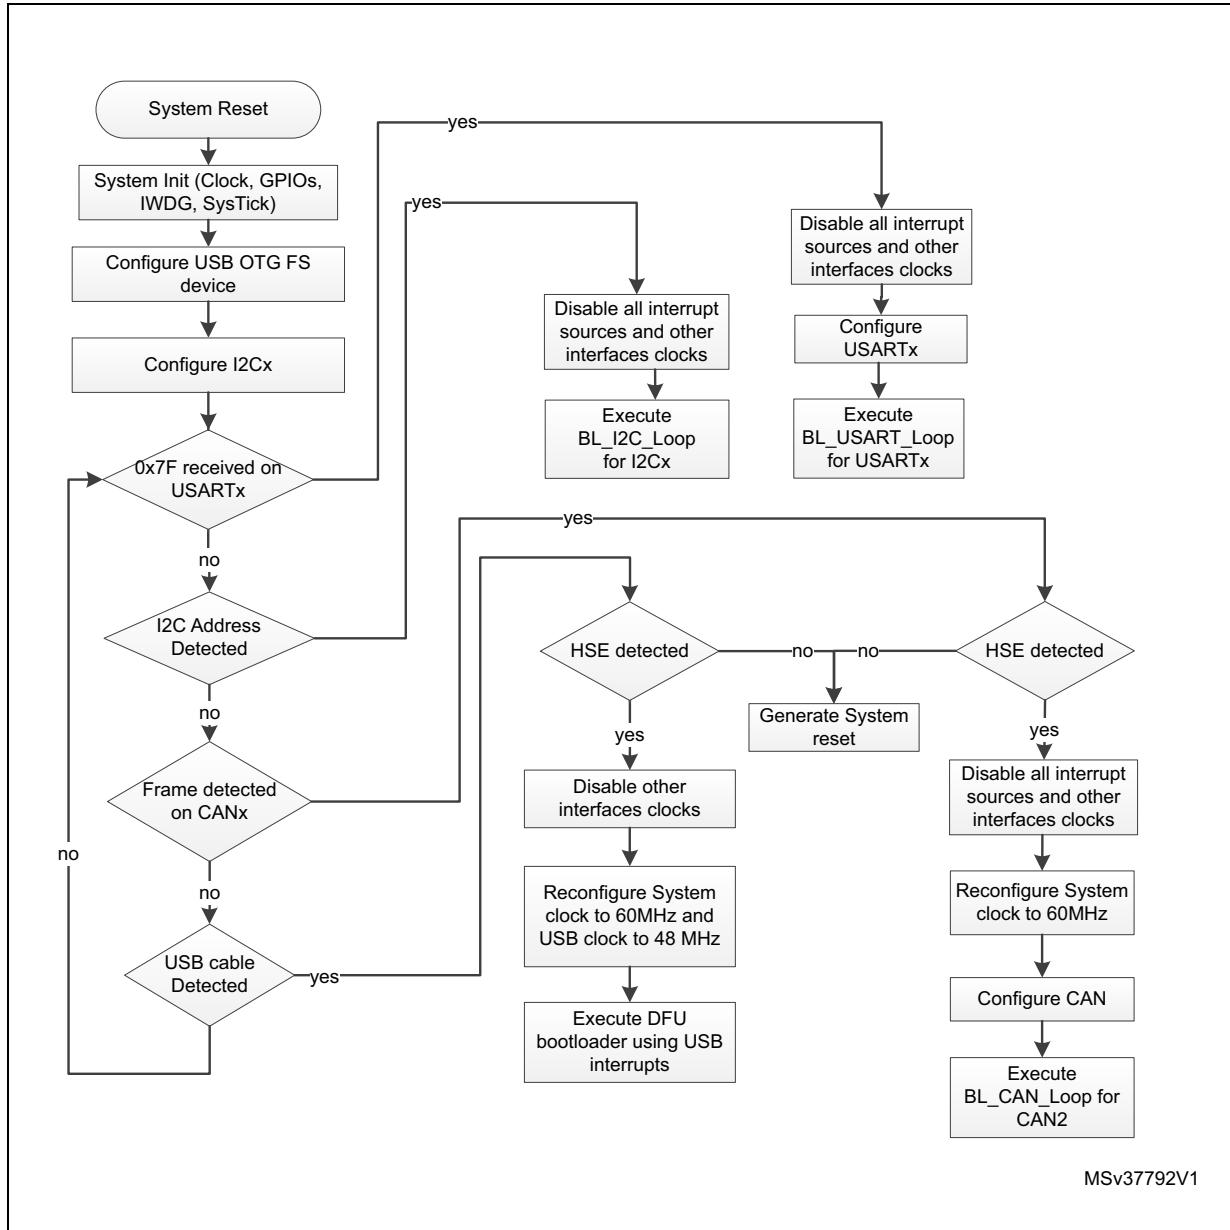 System Reset
System Init (Clock, GPIOs,
IWDG, SysTick)
Configure USB OTG FS
device
Configure I2Cx
0x7F received on
USARTx
yes
Disable all interrupt
sources and other
interfaces clocks
Configure
USARTx
Execute
BL_USART_Loop
for USARTx
no
I2C Address
Detected
yes
Disable all interrupt
sources and other
interfaces clocks
Execute
BL_I2C_Loop
for I2Cx
no
Frame detected
on CANx
yes
HSE detected
no
yes
Disable all interrupt
sources and other
interfaces clocks
Reconfigure System
clock to 60MHz
Configure CAN
Execute
BL_CAN_Loop for
CAN2
no
USB cable
Detected
yes
HSE detected
no
Generate System
reset
yes
Disable other
interfaces clocks
Reconfigure System
clock to 60MHz and
USB clock to 48 MHz
Execute DFU
bootloader using USB
interrupts
no
MSv37792V1